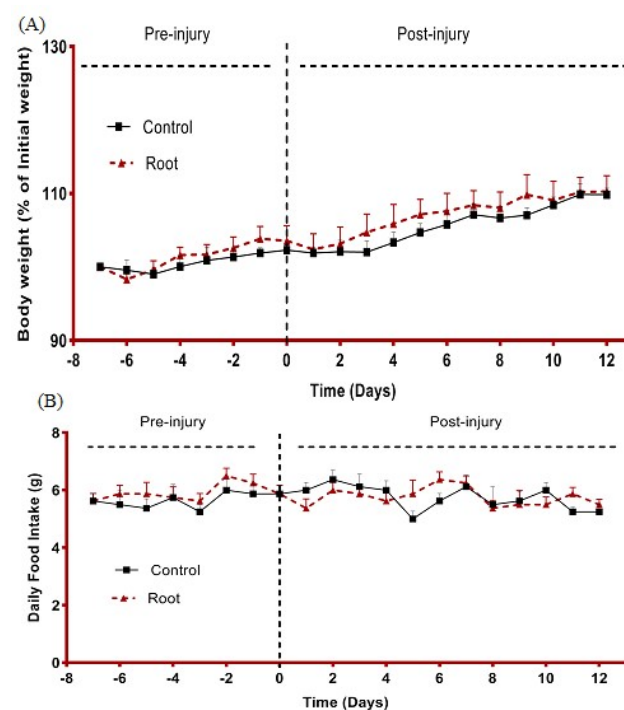 (A)
Pre-injury Post-injury
130
Control
Root
110
90
Body weight (% of Initial weight)
-8 -6 -4 -2 0 2 4 6 8 10 12
Time (Days)
(B)
Pre-injury Post-injury
8
6
4
2
0
Daily Food Intake (g)
Control
Root
-8 -6 -4 -2 0 2 4 6 8 10 12
Time (Days)